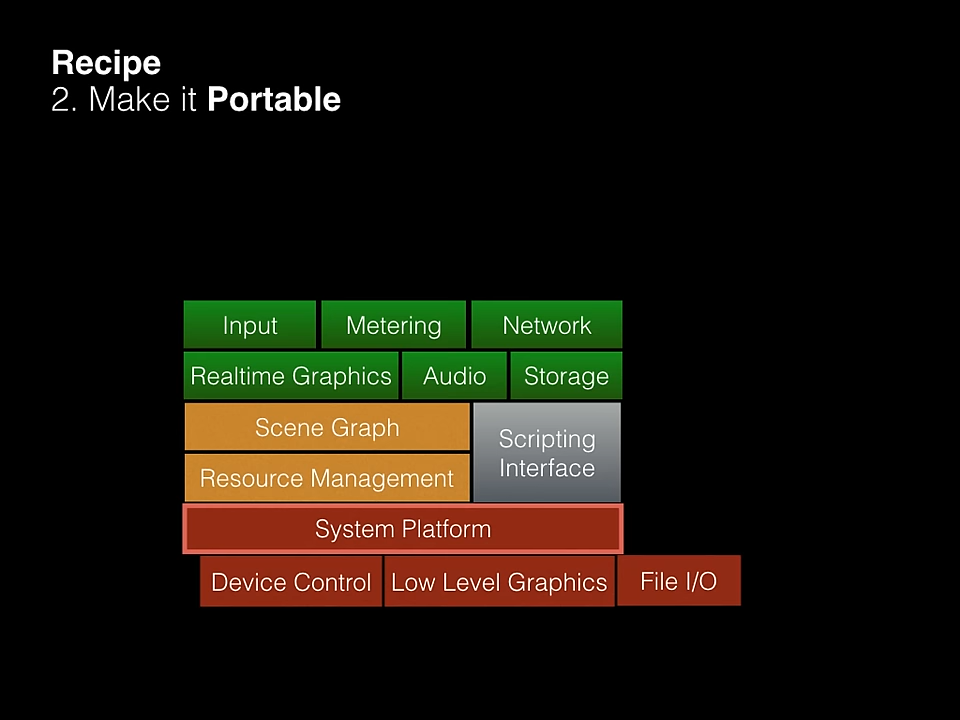 Recipe
2. Make it Portable
Input
Metering
Network
Realtime Graphics
Audio
Storage
Scene Graph
Scripting
Interface
Resource Management
System Platform
Device Control
Low Level Graphics
File I/O